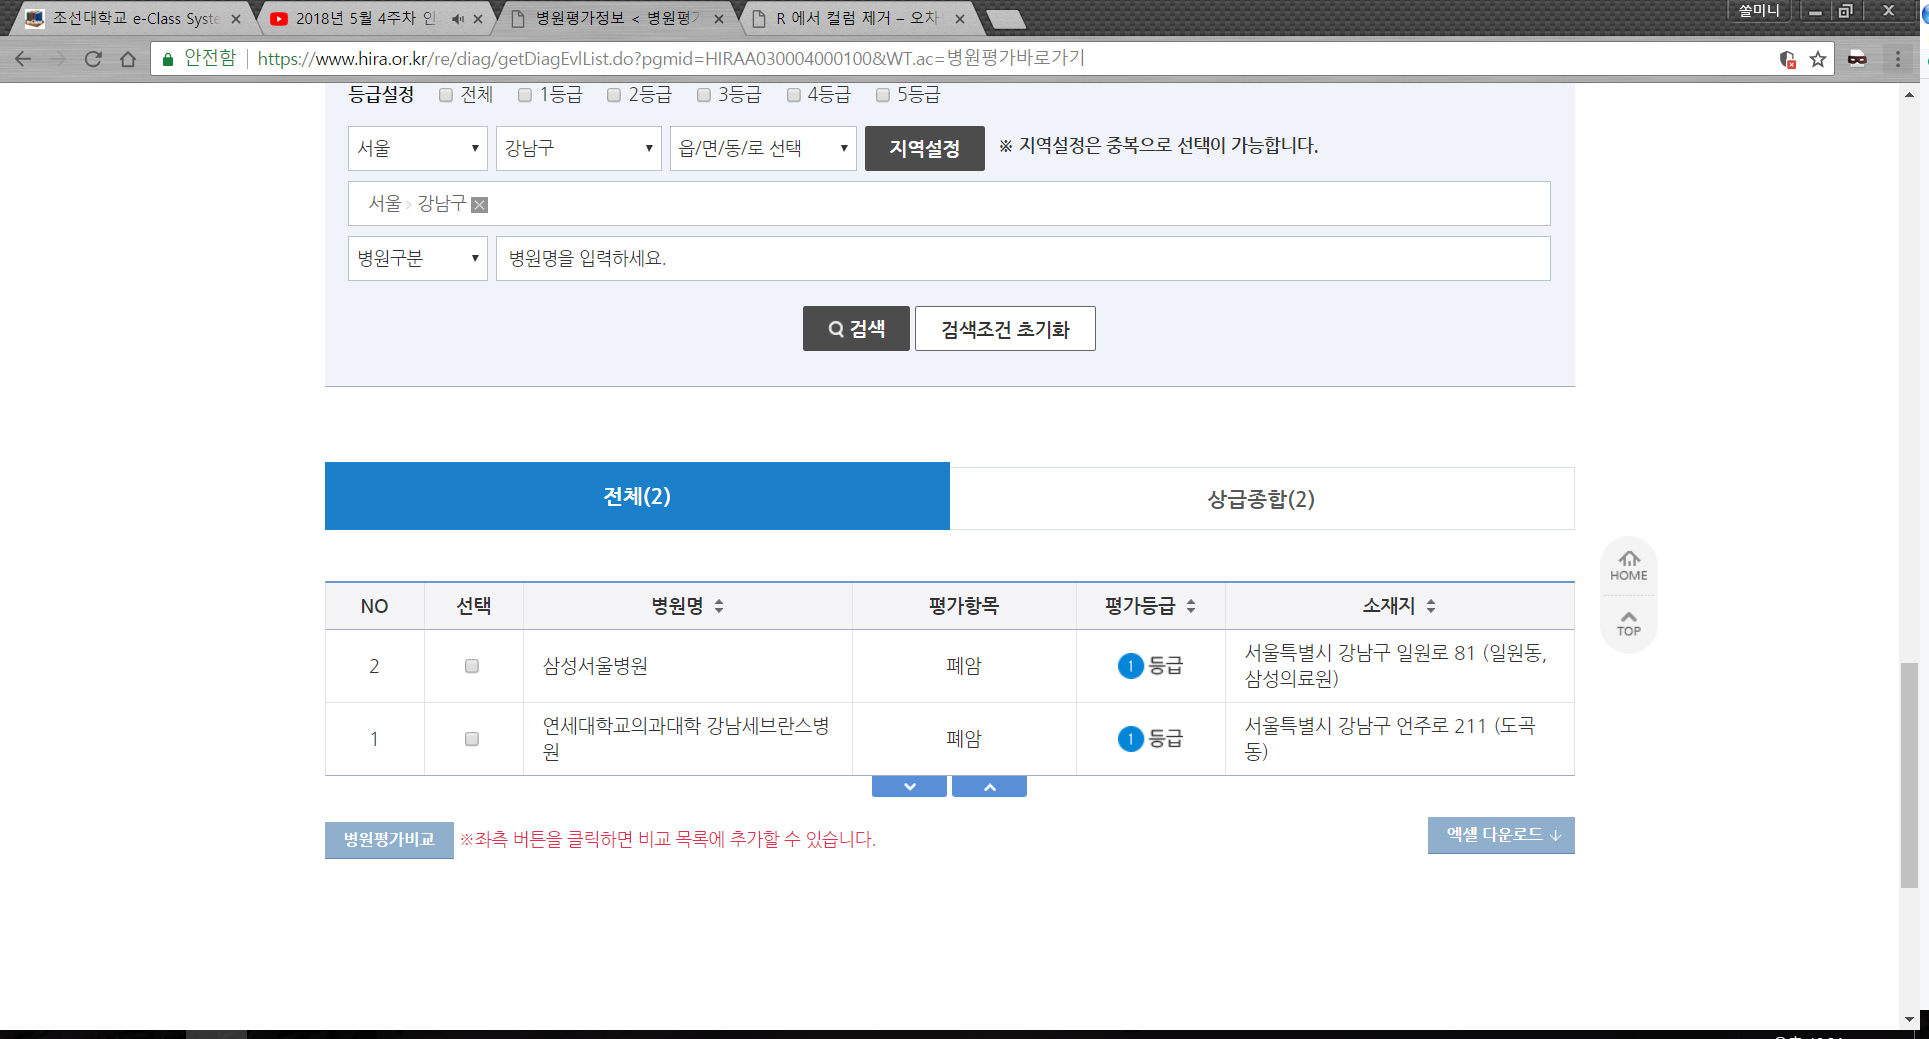 조선대학교 e-Class Syste
2018년 5월 4주차 인
병원평가정보 < 병원평가
R 에서 컬럼 제거 – 오차
쏠미니
안전함
https://www.hira.or.kr/re/diag/getDiagEvlList.do?pgmid=HIRAA030004000100&WT.ac=병원평가바로가기
등급설정 전체 1등급 2등급 3등급 4등급 5등급
서울 강남구 읍/면/동/로 선택 지역설정 ※ 지역설정은 중복으로 선택이 가능합니다.
서울 > 강남구
병원구분 병원명을 입력하세요.
검색 검색조건 초기화
전체(2) 상급종합(2)
HOME
TOP
NO 선택 병원명 평가항목 평가등급 소재지
2 삼성서울병원 폐암 1 등급 서울특별시 강남구 일원로 81 (일원동,
삼성의료원)
1 연세대학교의과대학 강남세브란스병
원
폐암 1 등급 서울특별시 강남구 언주로 211 (도곡
동)
병원평가비교 ※좌측 버튼을 클릭하면 비교 목록에 추가할 수 있습니다. 엑셀 다운로드